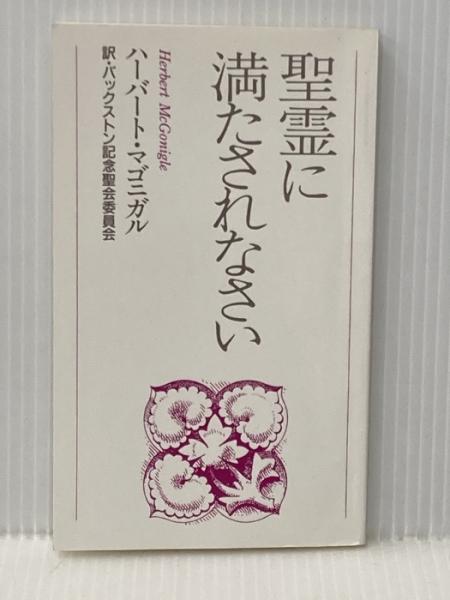 聖霊に
満たされなさい
Herbert McGonigle
ハーバート・マゴニガル
訳・バックストン記念聖会委員会